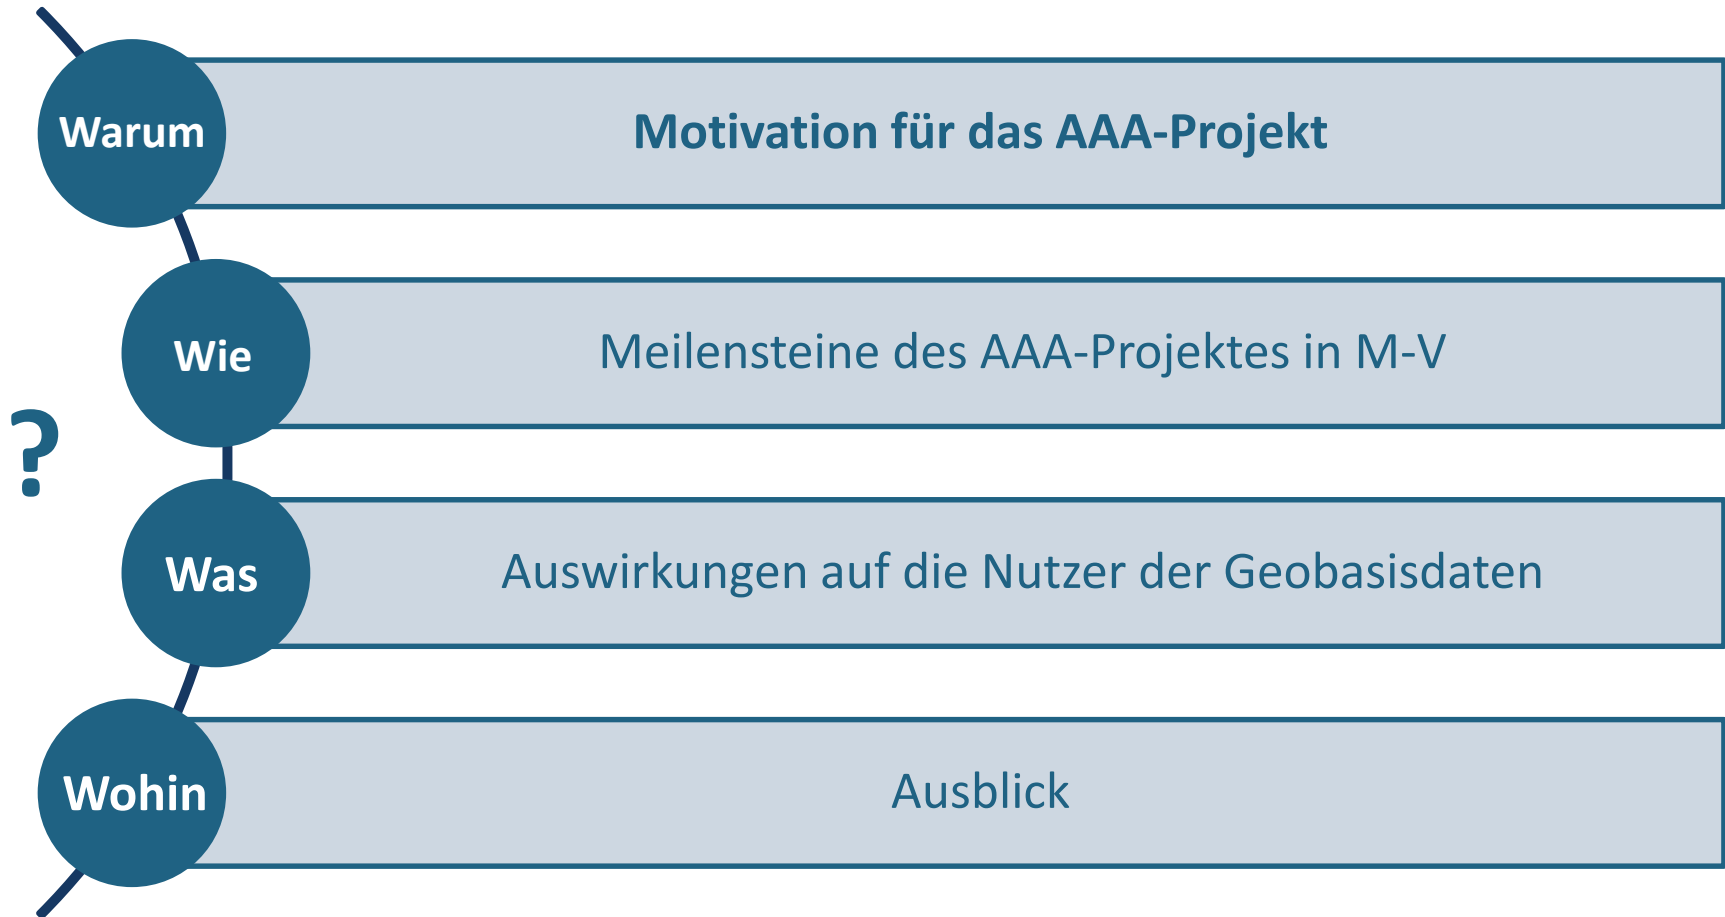 Warum
Motivation für das AAA-Projekt
Wie
Meilensteine des AAA-Projektes in M-V
?
Was
Auswirkungen auf die Nutzer der Geobasisdaten
Wohin
Ausblick